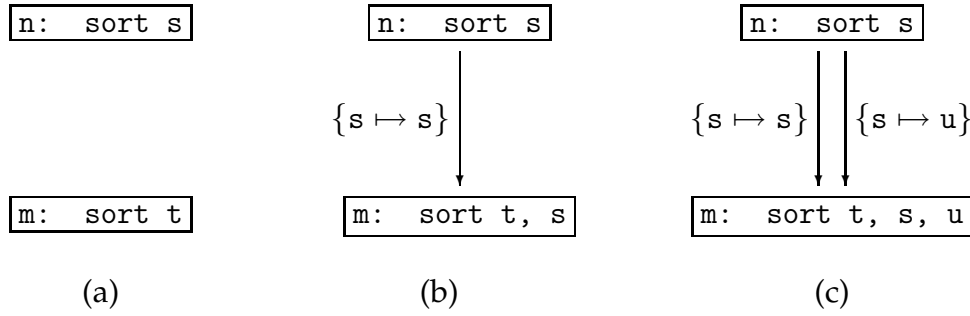 n: sort s
n: sort s
n: sort s
{s ↦ s}
{s ↦ s}
{s ↦ u}
m: sort t
m: sort t, s
m: sort t, s, u
(a)
(b)
(c)